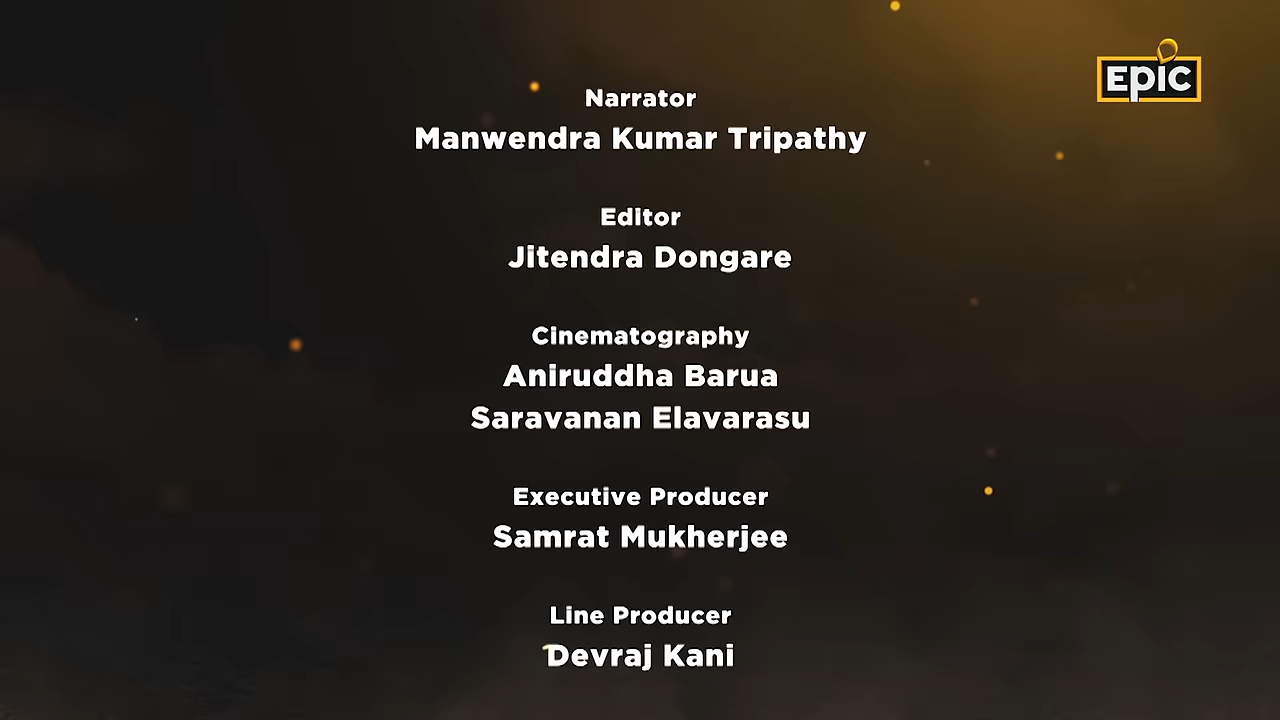 EPIC
Narrator
Manwendra Kumar Tripathy
Editor
Jitendra Dongare
Cinematography
Aniruddha Barua
Saravanan Elavarasu
Executive Producer
Samrat Mukherjee
Line Producer
Devraj Kani